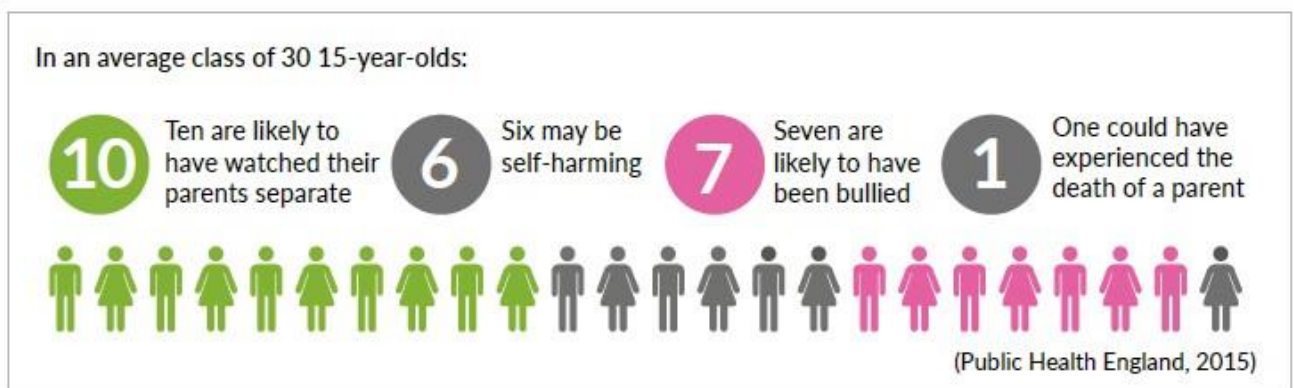 In an average class of 30 15-year-olds:
10
Ten are likely to
have watched their
parents separate
6
Six may be
self-harming
7
Seven are
likely to have
been bullied
1
One could have
experienced the
death of a parent
(Public Health England, 2015)